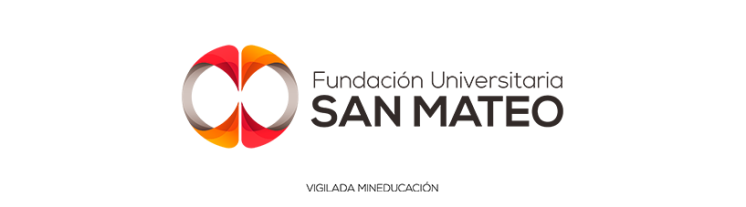 Fundación Universitaria
SAN MATEO
VIGILADA MINEDUCACIÓN